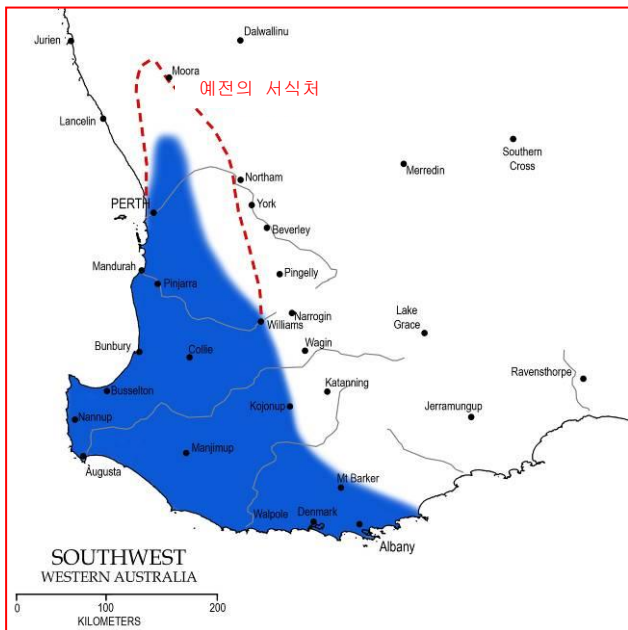 Dalwallinu
Jurien
Moora
예전의 서식처
Lancelin
Southern
Cross
Merredin
Northam
York
PERTH
Beverley
Mandurah
Pingelly
Pinjarra
Narrogin
Lake
Grace
Williams
Bunbury
Collie
Wagin
Ravensthorpe
Busselton
Katanning
Nannup
Kojonup
Jerramungup
Manjimup
Augusta
Mt Barker
Walpole
Denmark
Albany
SOUTHWEST
WESTERN AUSTRALIA
0 100 200
KILOMETERS